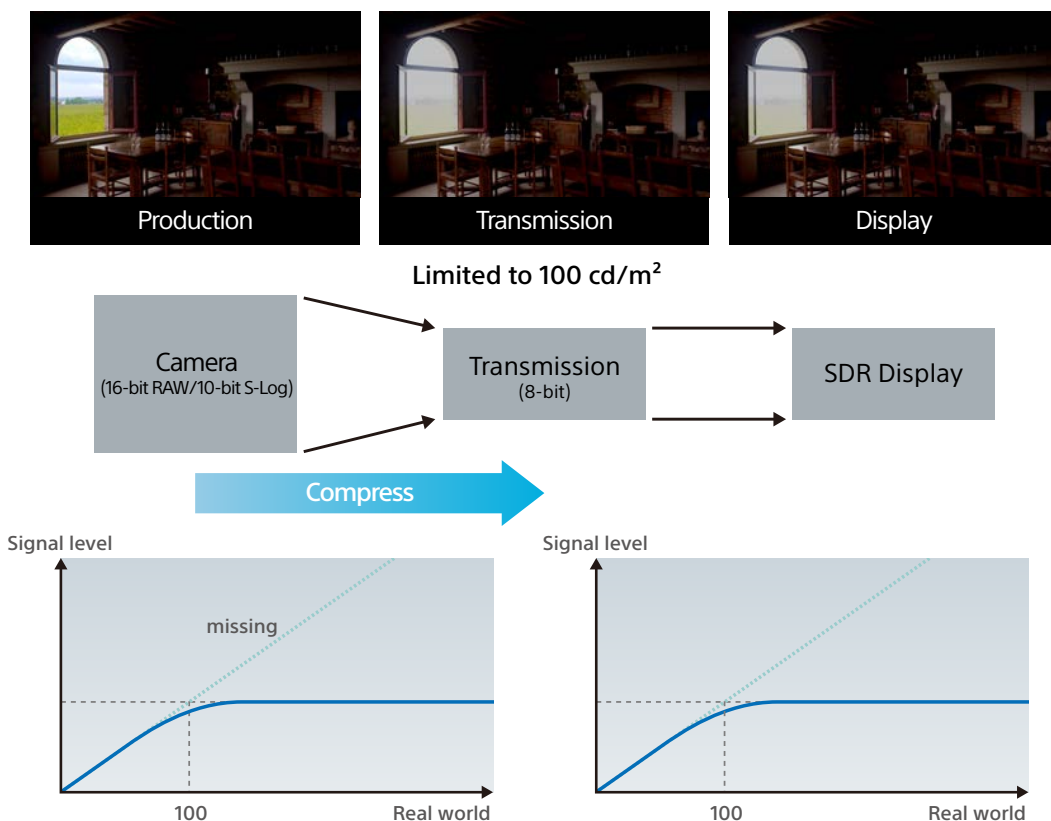 Production
Transmission
Display
Limited to 100 cd/m²
Camera
(16-bit RAW/10-bit S-Log)
Transmission
(8-bit)
SDR Display
Compress
Signal level
missing
100
Real world
Signal level
100
Real world